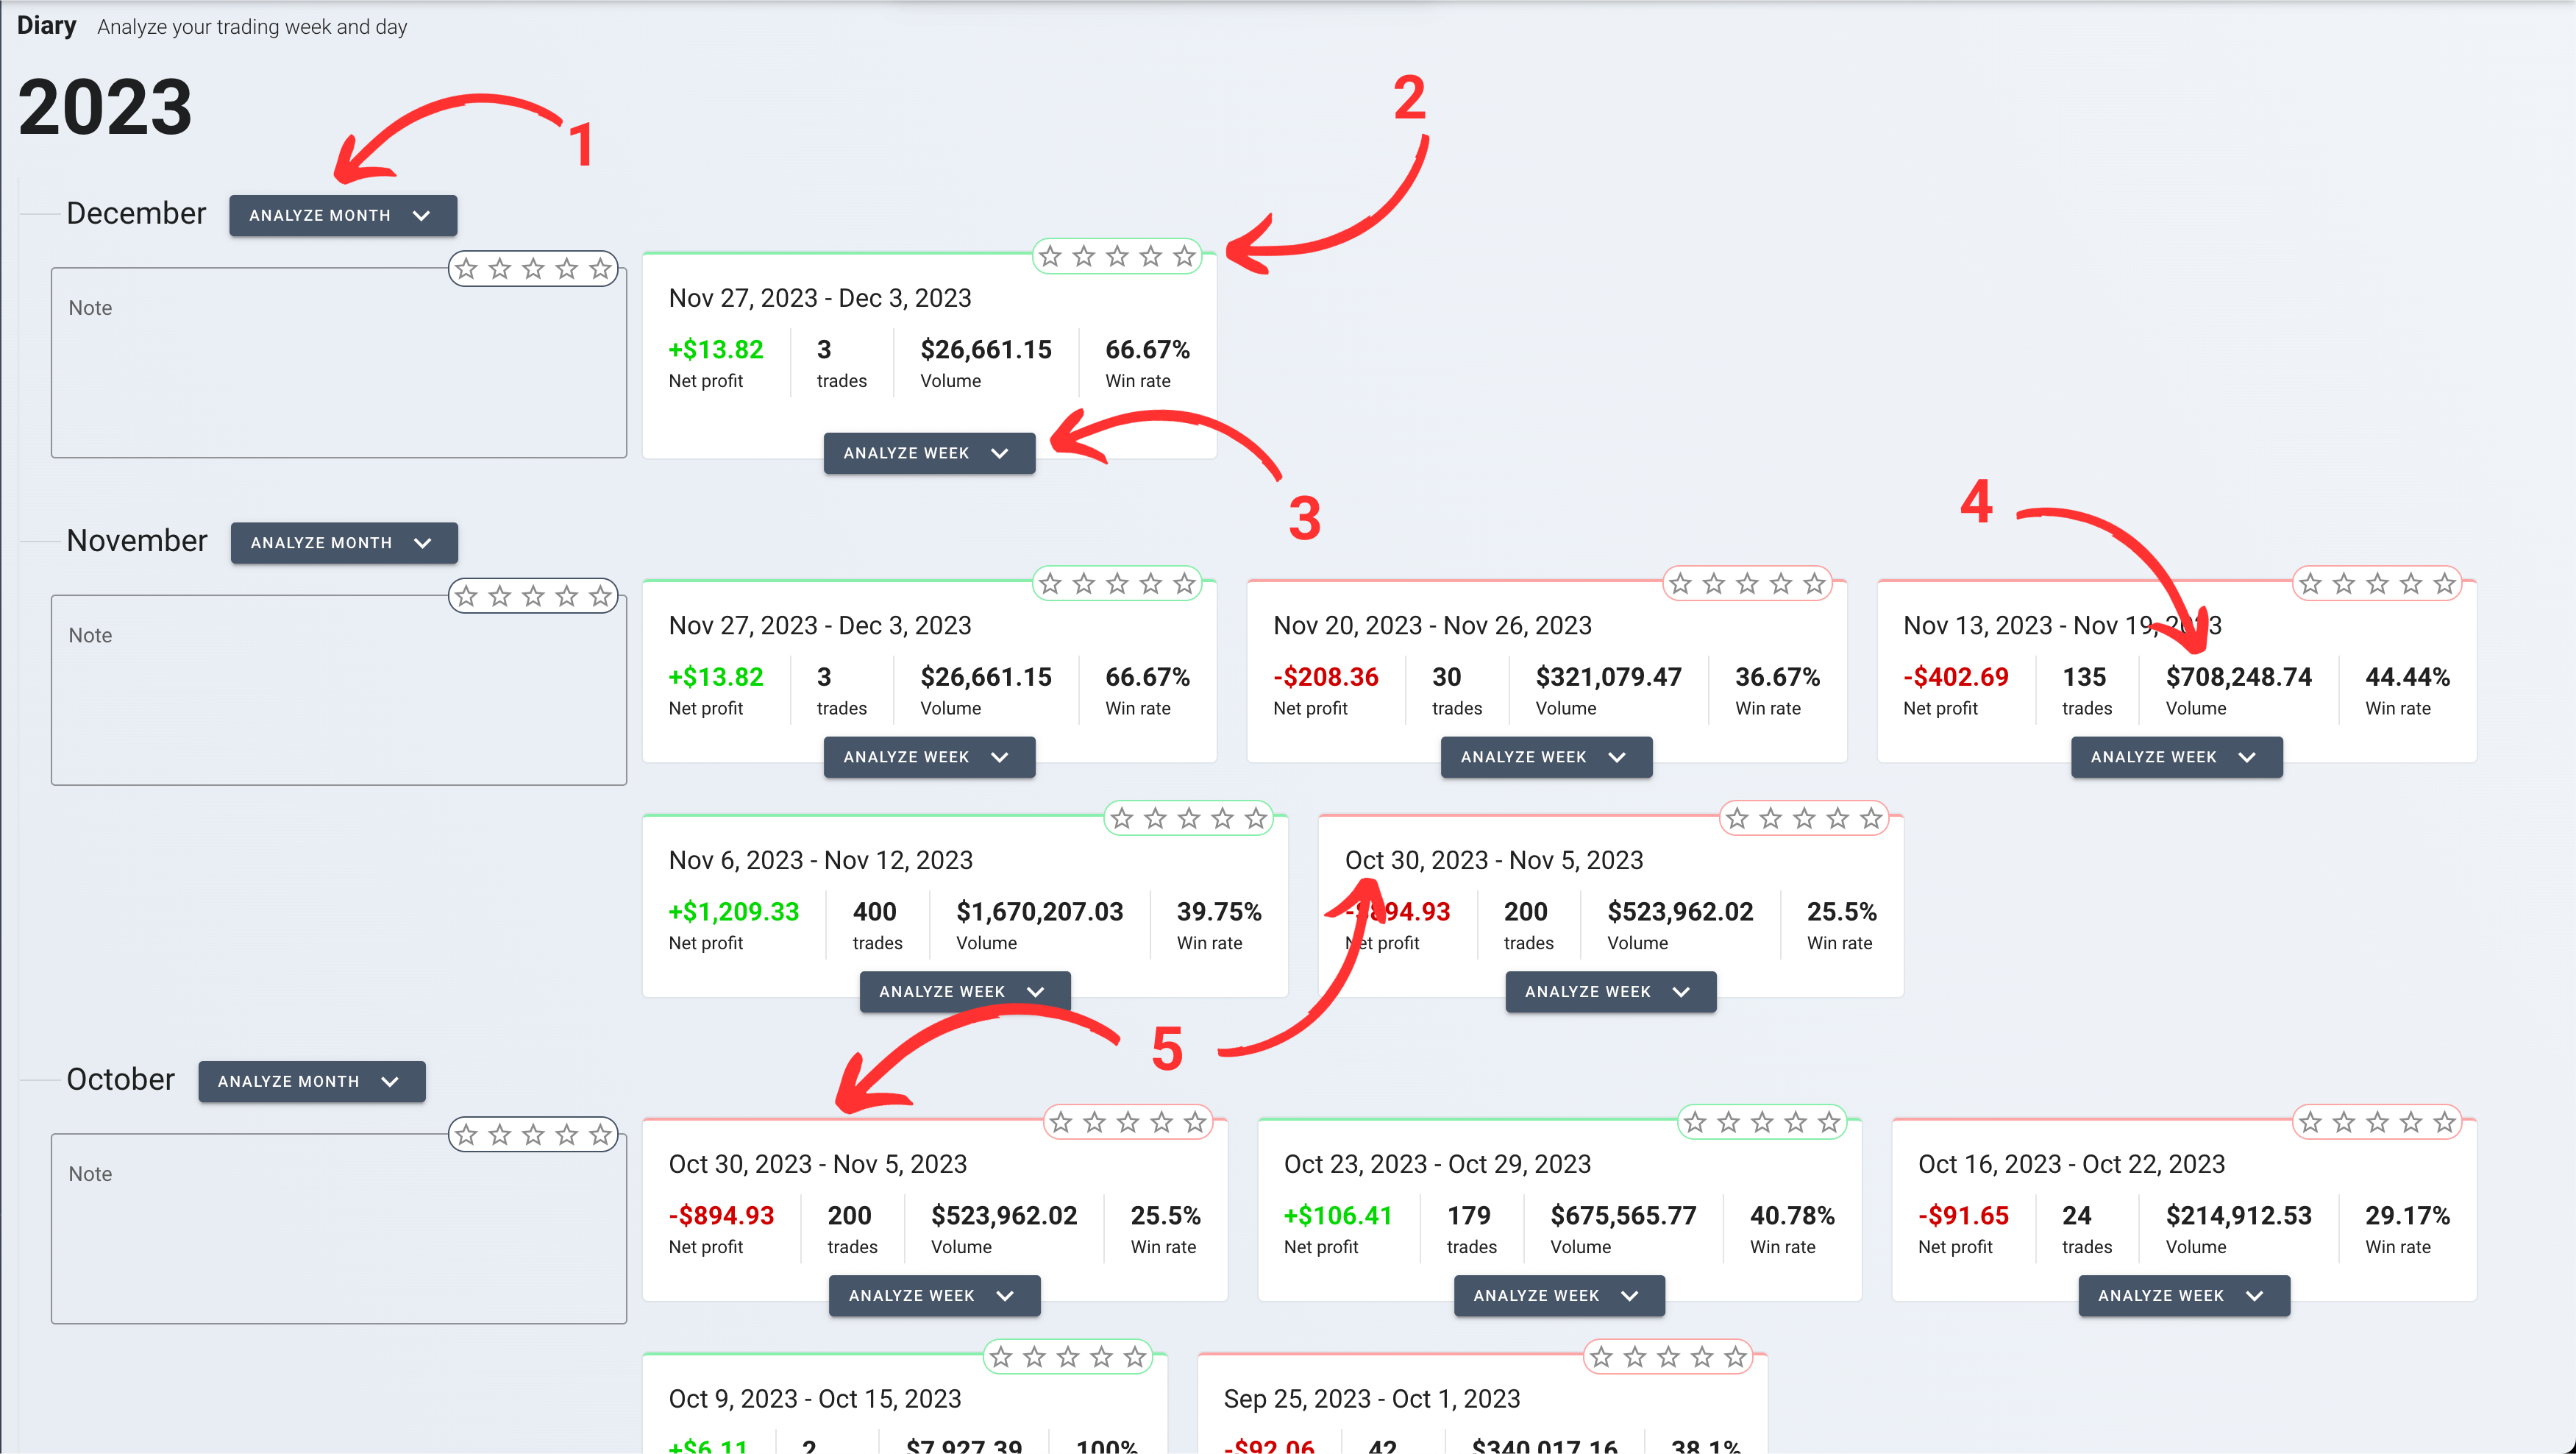 Diary Analyze your trading week and day
2023
1
2
December ANALYZE MONTH
Note
Nov 27, 2023 - Dec 3, 2023
+$13.82 3 $26,661.15 66.67%
Net profit trades Volume Win rate
ANALYZE WEEK
3
4
November ANALYZE MONTH
Note
Nov 27, 2023 - Dec 3, 2023
+$13.82 3 $26,661.15 66.67%
Net profit trades Volume Win rate
ANALYZE WEEK
Nov 20, 2023 - Nov 26, 2023
-$208.36 30 $321,079.47 36.67%
Net profit trades Volume Win rate
ANALYZE WEEK
Nov 13, 2023 - Nov 19, 2023
-$402.69 135 $708,248.74 44.44%
Net profit trades Volume Win rate
ANALYZE WEEK
Nov 6, 2023 - Nov 12, 2023
+$1,209.33 400 $1,670,207.03 39.75%
Net profit trades Volume Win rate
ANALYZE WEEK
Oct 30, 2023 - Nov 5, 2023
-$894.93 200 $523,962.02 25.5%
Net profit trades Volume Win rate
ANALYZE WEEK
5
October ANALYZE MONTH
Note
Oct 30, 2023 - Nov 5, 2023
-$894.93 200 $523,962.02 25.5%
Net profit trades Volume Win rate
ANALYZE WEEK
Oct 23, 2023 - Oct 29, 2023
+$106.41 179 $675,565.77 40.78%
Net profit trades Volume Win rate
ANALYZE WEEK
Oct 16, 2023 - Oct 22, 2023
-$91.65 24 $214,912.53 29.17%
Net profit trades Volume Win rate
ANALYZE WEEK
Oct 9, 2023 - Oct 15, 2023
+$6.11 2 $7,927.39 100%
Sep 25, 2023 - Oct 1, 2023
-$92.06 42 $340,017.16 38.1%